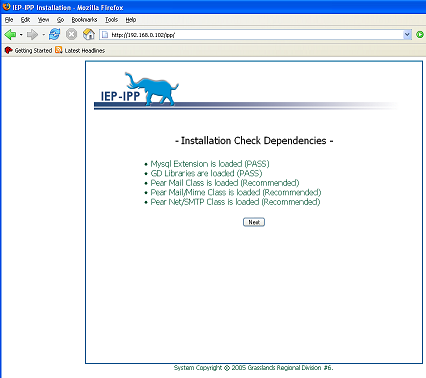 IEP-IPP Installation - Mozilla Firefox
File Edit View Go Bookmarks Tools Help
http://192.168.0.102/ipp/
Getting Started Latest Headlines
IEP-IPP
- Installation Check Dependencies -
• Mysql Extension is loaded (PASS)
• GD Libraries are loaded (PASS)
• Pear Mail Class is loaded (Recommended)
• Pear Mail/Mime Class is loaded (Recommended)
• Pear Net/SMTP Class is loaded (Recommended)
Next
System Copyright © 2005 Grasslands Regional Division #6.